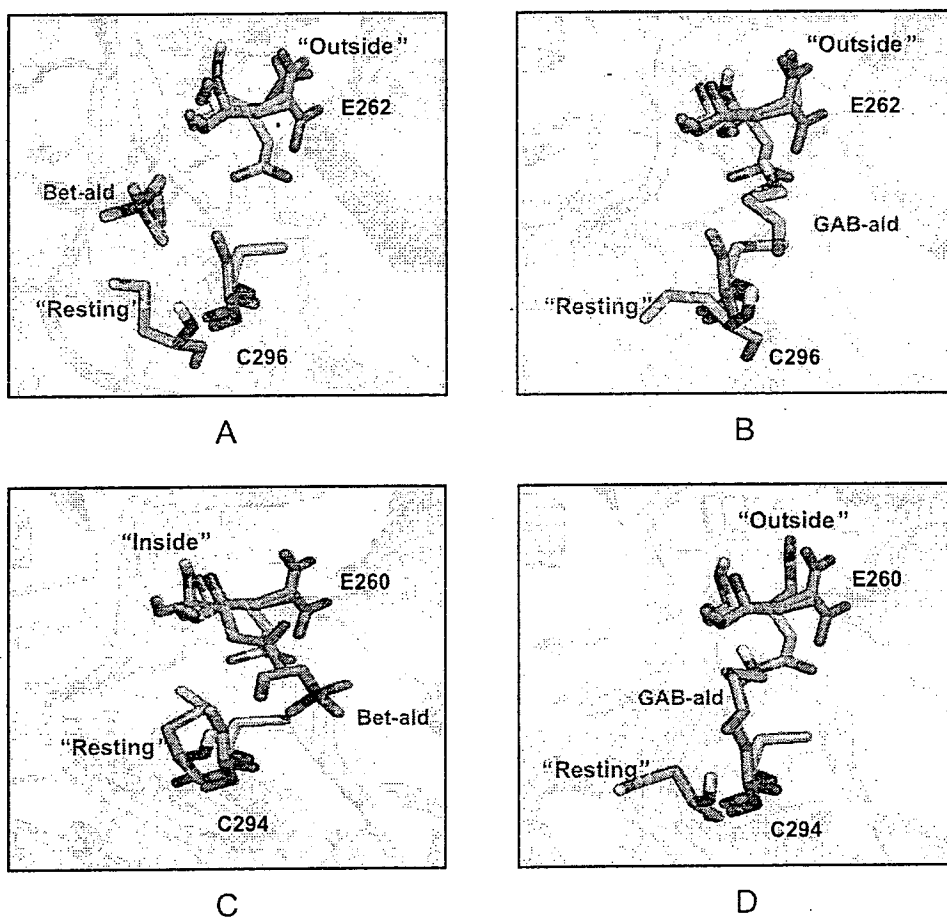 "Outside"
E262
Bet-ald
"Resting"
C296
A
"Outside"
E262
GAB-ald
"Resting"
C296
B
"Inside"
E260
Bet-ald
"Resting"
C294
C
"Outside"
E260
GAB-ald
"Resting"
C294
D